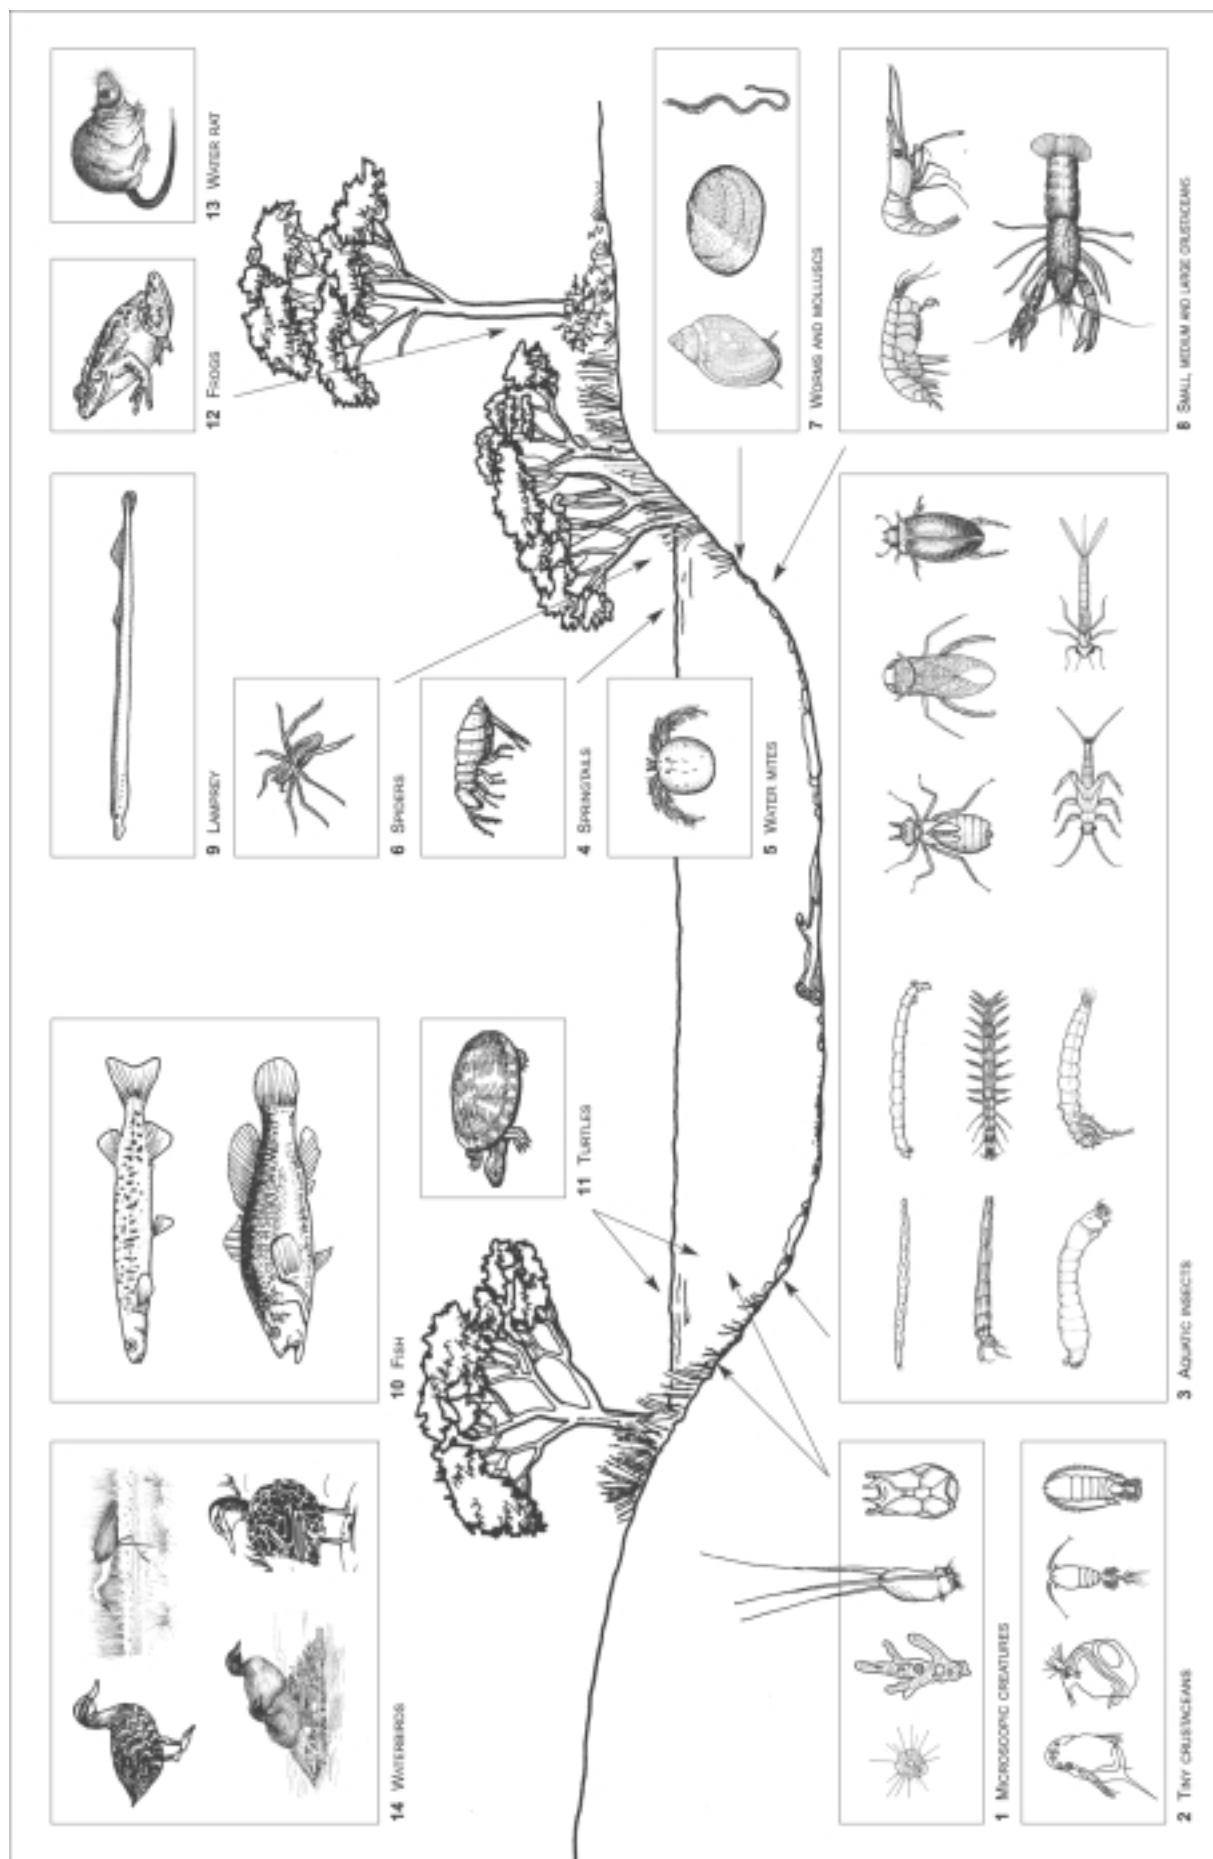 1 MICROSCOPIC CREATURES
2 TINY CRUSTACEANS
3 AQUATIC INSECTS
4 SPRINGTAILS
5 WATER MITES
6 SPIDERS
7 WORMS AND MOLLUSCS
8 SMALL, MEDIUM AND LARGE CRUSTACEANS
9 LAMPREY
10 FISH
11 TURTLES
12 FROGS
13 WATER RAT
14 WATERBIRDS